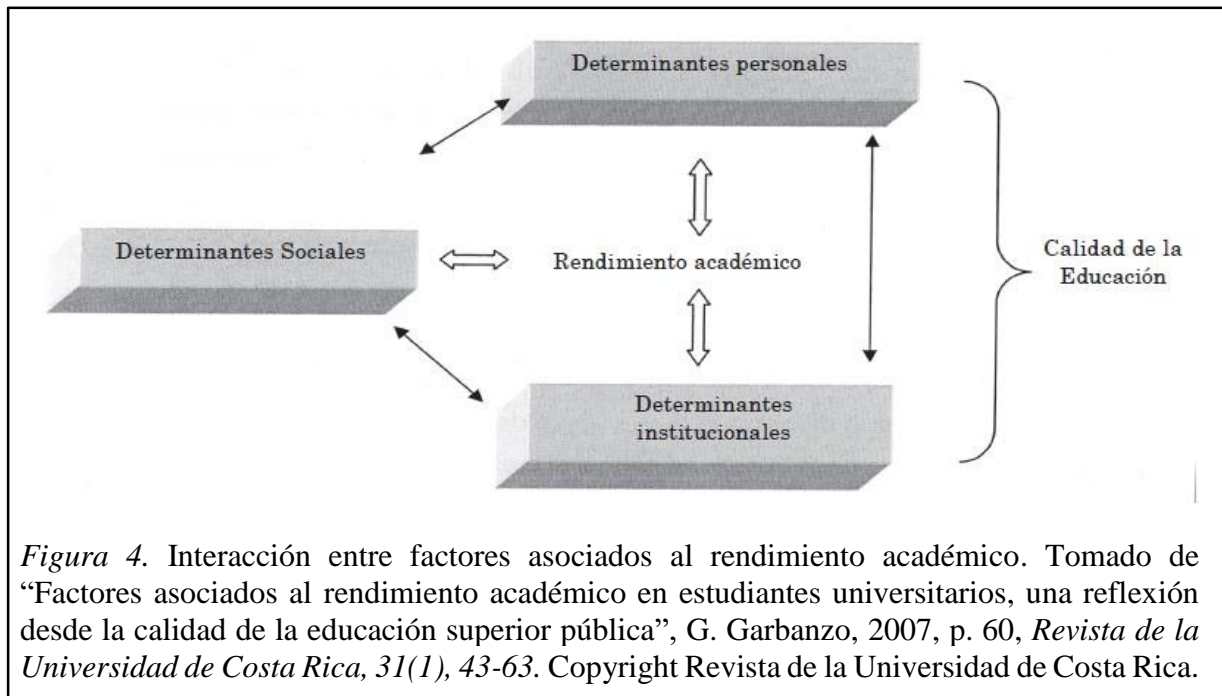 Determinantes personales
Determinantes Sociales
Rendimiento académico
Calidad de la
Educación
Determinantes
institucionales
Figura 4. Interacción entre factores asociados al rendimiento académico. Tomado de
“Factores asociados al rendimiento académico en estudiantes universitarios, una reflexión
desde la calidad de la educación superior pública”, G. Garbanzo, 2007, p. 60, Revista de la
Universidad de Costa Rica, 31(1), 43-63. Copyright Revista de la Universidad de Costa Rica.